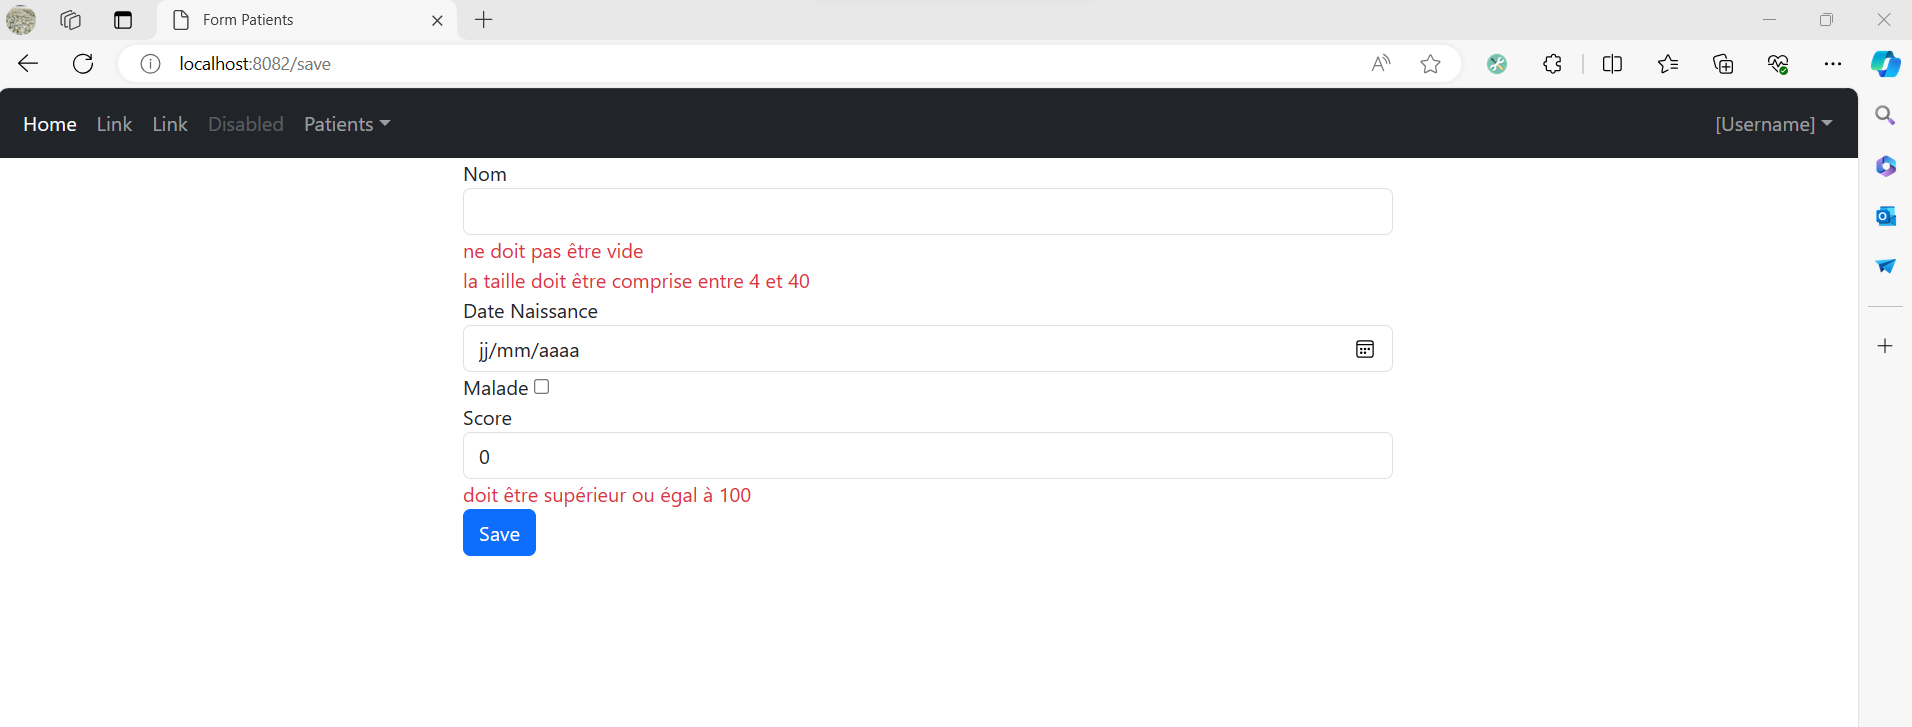 Form Patients
localhost:8082/save
Home Link Link Disabled Patients [Username]
Nom
ne doit pas être vide
la taille doit être comprise entre 4 et 40
Date Naissance
jj/mm/aaaa
Malade
Score
0
doit être supérieur ou égal à 100
Save